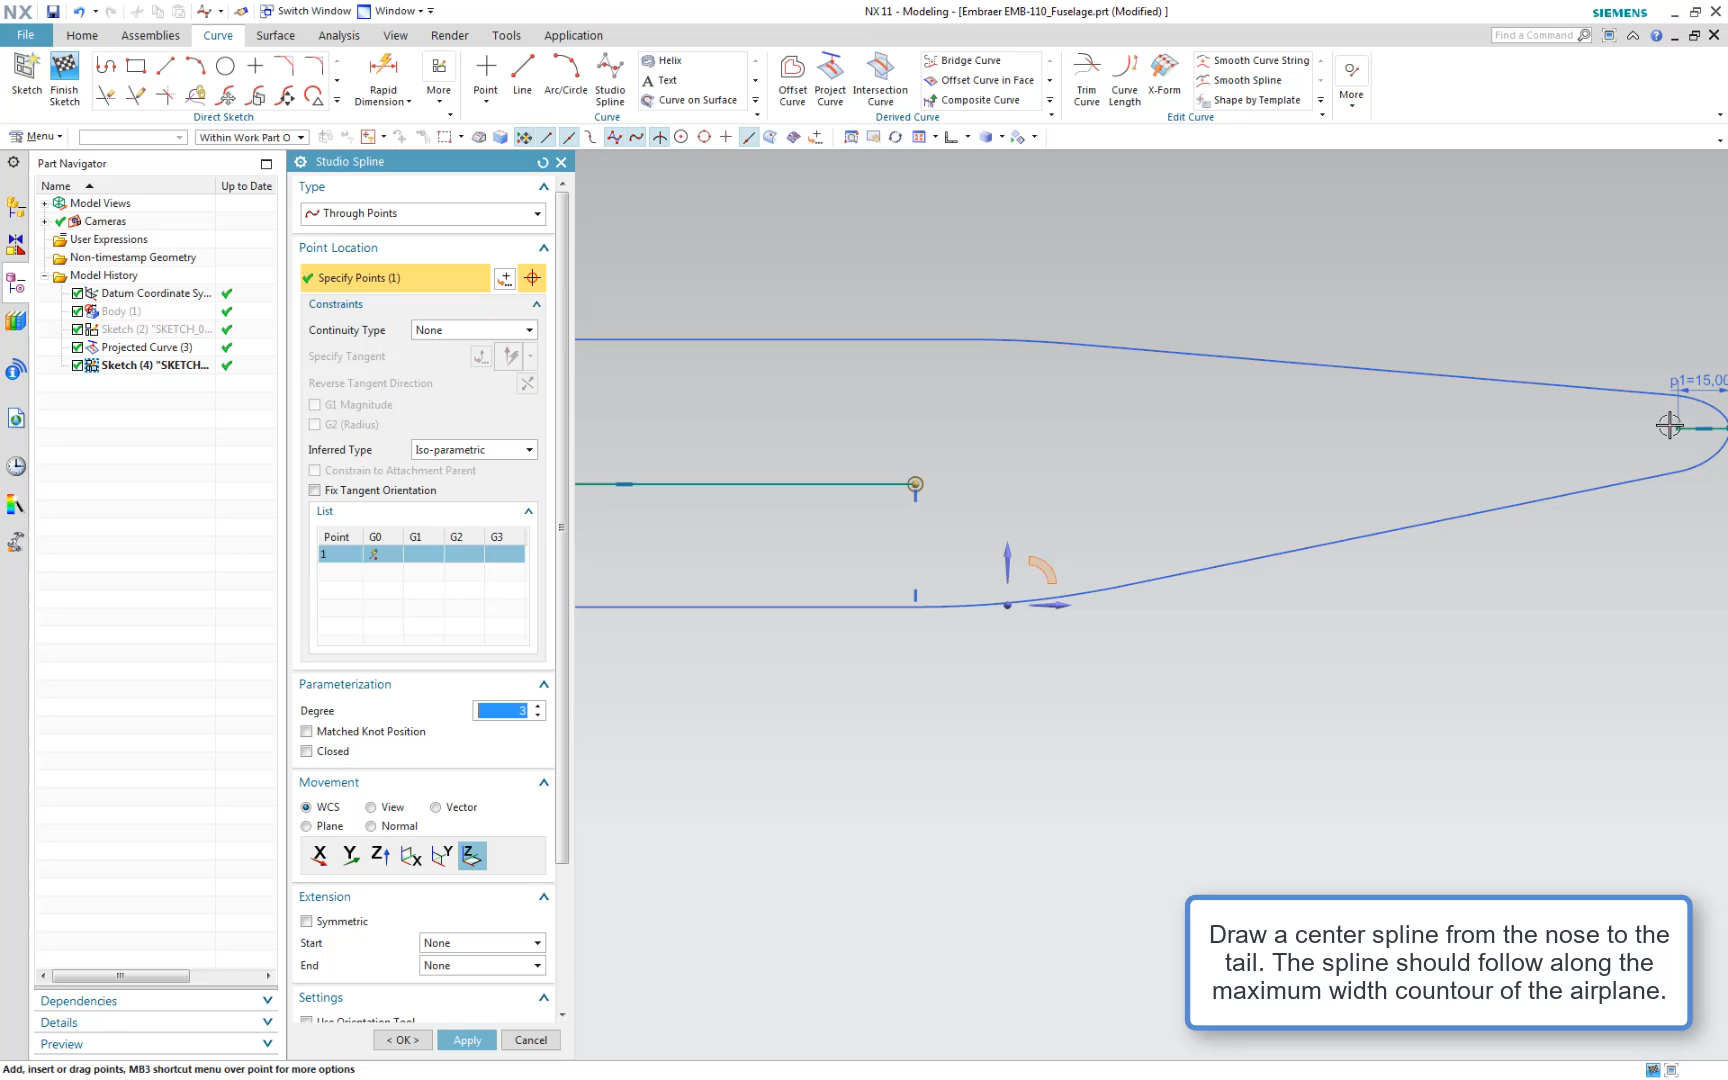 NX
Switch Window
Window
NX 11 - Modeling - [Embraer EMB-110_Fuselage.prt (Modified) ]
SIEMENS
File
Home
Assemblies
Curve
Surface
Analysis
View
Render
Tools
Application
Find a Command
Sketch
Finish Sketch
Rapid Dimension
More
Direct Sketch
Point
Line
Arc/Circle
Studio Spline
Helix
Text
Curve on Surface
Curve
Offset Curve
Project Curve
Intersection Curve
Bridge Curve
Offset Curve in Face
Composite Curve
Derived Curve
Trim Curve
Curve Length
X-Form
Smooth Curve String
Smooth Spline
Shape by Template
Edit Curve
More
Menu
Within Work Part O
Part Navigator
Name
Up to Date
Model Views
Cameras
User Expressions
Non-timestamp Geometry
Model History
Datum Coordinate Sy...
Body (1)
Sketch (2) "SKETCH_0...
Projected Curve (3)
Sketch (4) "SKETCH...
Dependencies
Details
Preview
Studio Spline
Type
Through Points
Point Location
Specify Points (1)
Constraints
Continuity Type
None
Specify Tangent
Reverse Tangent Direction
G1 Magnitude
G2 (Radius)
Inferred Type
Iso-parametric
Constrain to Attachment Parent
Fix Tangent Orientation
List
Point G0 G1 G2 G3
1
Parameterization
Degree
3
Matched Knot Position
Closed
Movement
WCS
View
Vector
Plane
Normal
X Y Z X Y Z
Extension
Symmetric
Start
None
End
None
Settings
Use Orientation Tool
< OK >
Apply
Cancel
p1=15,00
Draw a center spline from the nose to the
tail. The spline should follow along the
maximum width countour of the airplane.
Add, insert or drag points, MB3 shortcut menu over point for more options